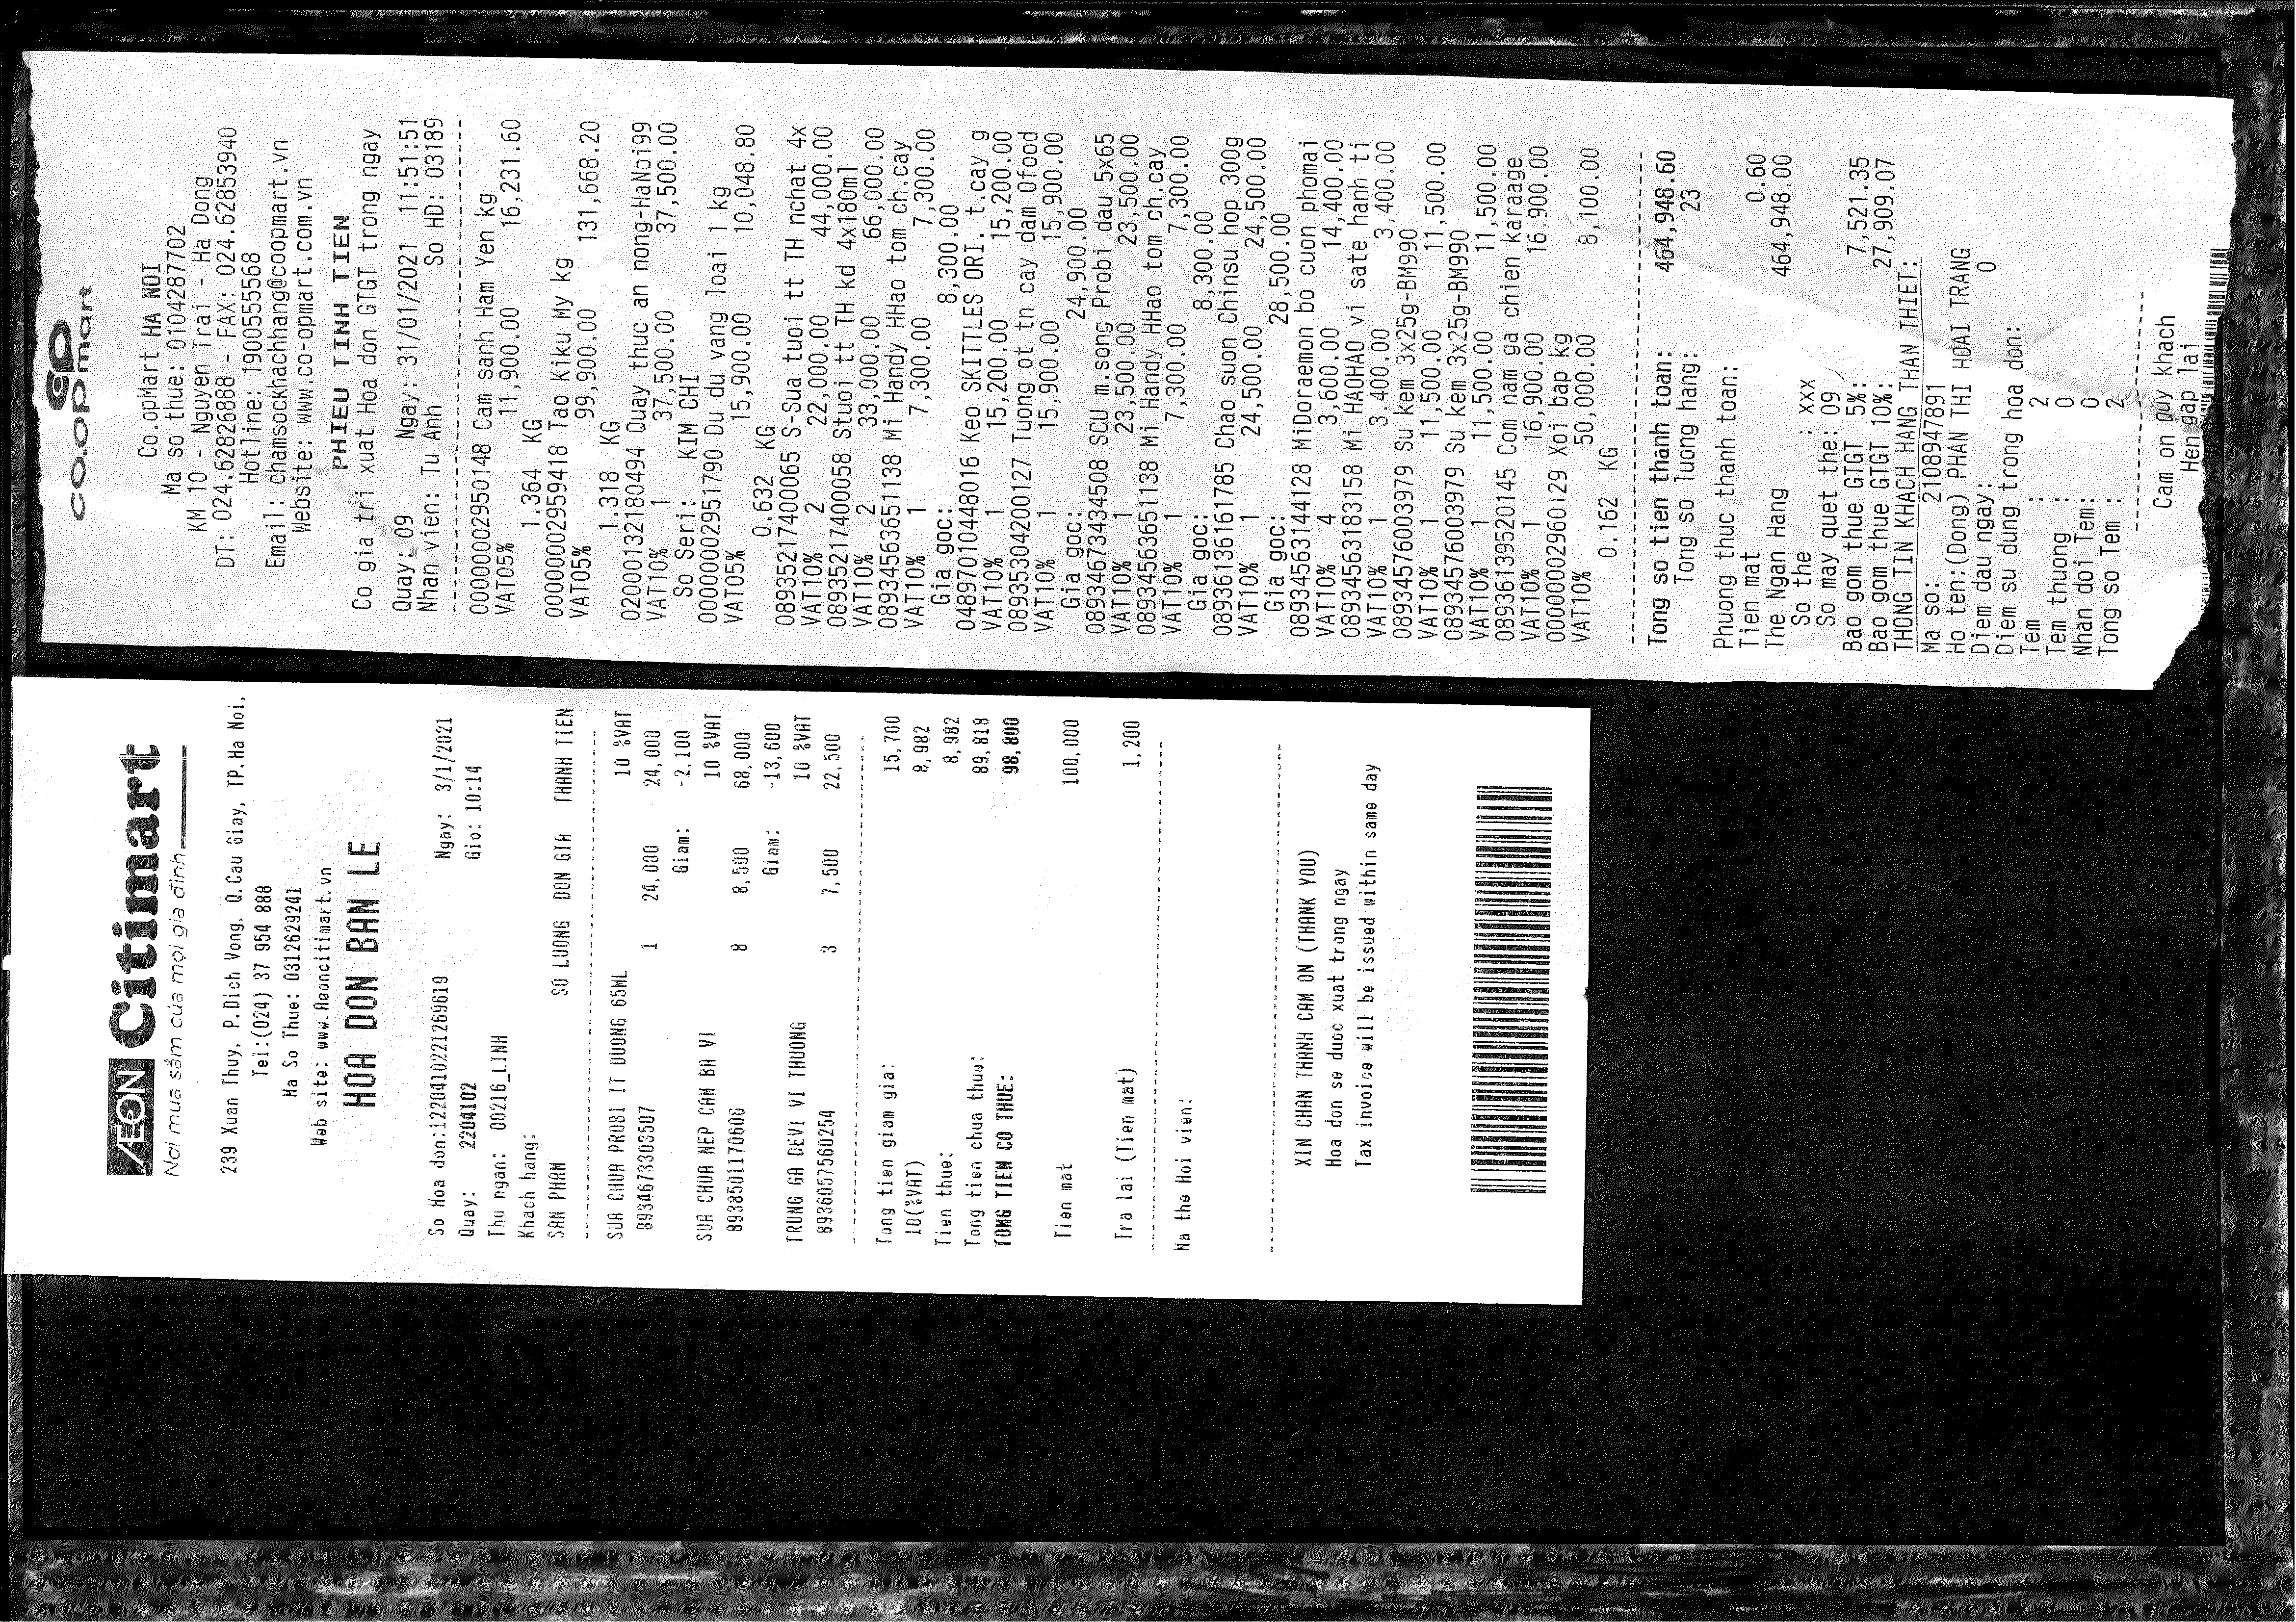 co.opmart
Co.opMart HA NOI
Ma so thue: 0104287702
KM 10 - Nguyen Trai - Ha Dong
DT: 024.62826888 - FAX: 024.62853940
Hotline: 1900555568
Email: chamsockhachhang@coopmart.vn
Website: www.co-opmart.com.vn
PHIEU TINH TIEN
Co gia tri xuat Hoa don GTGT trong ngay
Quay: 09 Ngay: 31/01/2021 11:51:51
Nhan vien: Tu Anh So HD: 03189
0000002950148 Cam sanh Ham Yen kg
VAT05% 11,900.00 16,231.60
1.364 KG
0000002959418 Tao Kiku My kg
VAT05% 99,900.00 131,668.20
1.318 KG
0200013218 0494 Quay thuc an nong-HaNoi99
VAT10% 1 37,500.00 37,500.00
So Seri: KIM CHI
0000002951790 Du du vang loai 1 kg
VAT05% 15,900.00 10,048.80
0.632 KG
08935217400065 S-Sua tuoi tt TH nchat 4x
VAT10% 2 22,000.00 44,000.00
08935217400058 Stuoi tt TH kd 4x180ml
VAT10% 2 33,000.00 66,000.00
08934563651138 Mi Handy HHao tom ch.cay
VAT10% 1 7,300.00 7,300.00
Gia goc: 8,300.00
04897010448016 Keo SKITTLES ORI. t.cay g
VAT10% 1 15,200.00 15,200.00
08935304200127 Tuong ot tn cay dam Dfood
VAT10% 1 15,900.00 15,900.00
Gia goc: 24,900.00
08934673434508 SCU m.song Probi dau 5x65
VAT10% 1 23,500.00 23,500.00
08934563651138 Mi Handy HHao tom ch.cay
VAT10% 1 7,300.00 7,300.00
Gia goc: 8,300.00
08936136161785 Chao suon Chinsu hop 300g
VAT10% 1 24,500.00 24,500.00
Gia goc: 28,500.00
08934563144128 MiDoraemon bo cuon phomai
VAT10% 4 3,600.00 14,400.00
08934563183158 Mi HAOHAO vi sate hanh ti
VAT10% 1 3,400.00 3,400.00
08934576003979 Su kem 3x25g-BM990
VAT10% 1 11,500.00 11,500.00
08934576003979 Su kem 3x25g-BM990
VAT10% 1 11,500.00 11,500.00
08936139520145 Com nam ga chien karaage
VAT10% 1 16,900.00 16,900.00
0000002960129 Xoi bap kg
VAT10% 50,000.00 8,100.00
0.162 KG
Tong so tien thanh toan: 464,948.60
Tong so luong hang: 23
Phuong thuc thanh toan:
Tien mat 0.60
The Ngan Hang 464,948.00
So the : xxx
So may quet the: 09
Bao gom thue GTGT 5%: 7,521.35
Bao gom thue GTGT 10%: 27,909.07
THONG TIN KHACH HANG THAN THIET:
Ma so: 2108947891
Ho ten:(Dong) PHAN THI HOAI TRANG
Diem dau ngay: 0
Diem su dung trong hoa don:
Tem : 2
Tem thuong : 0
Nhan doi Tem: 0
Tong so Tem : 2
Cam on quy khach
Hen gap lai
ÆON Citimart
Nơi mua sắm của mọi gia đình
239 Xuan Thuy, P.Dich Vong, Q.Cau Giay, TP.Ha Noi.
Tel:(024) 37 954 888
Ma So Thue: 0312629241
Web site: www.Aeoncitimart.vn
HOA DON BAN LE
So Hoa don:1220410221269619 Ngay: 3/1/2021
Quay: 2204102 Gio: 10:14
Thu ngan: 00216_LINH
Khach hang:
SAN PHAM SO LUONG DON GIA THANH TIEN
SUA CHUA PROBI IT DUONG 65ML 10 %VAT
8934673303507 1 24,000 24,000
Giam: -2,100
SUA CHUA NEP CAM BA VI 10 %VAT
8938501170606 8 8,500 68,000
Giam: -13,600
TRUNG GA DEVI VI THUONG 10 %VAT
8936057560254 3 7,500 22,500
Tong tien giam gia: 15,700
10(%VAT) 8,982
Tien thue: 8,982
Tong tien chua thue: 89,818
TONG TIEN CO THUE: 98,800
Tien mat 100,000
Tra lai (Tien mat) 1,200
Ma the Hoi vien:
XIN CHAN THANH CAM ON (THANK YOU)
Hoa don se duoc xuat trong ngay
Tax invoice will be issued within same day